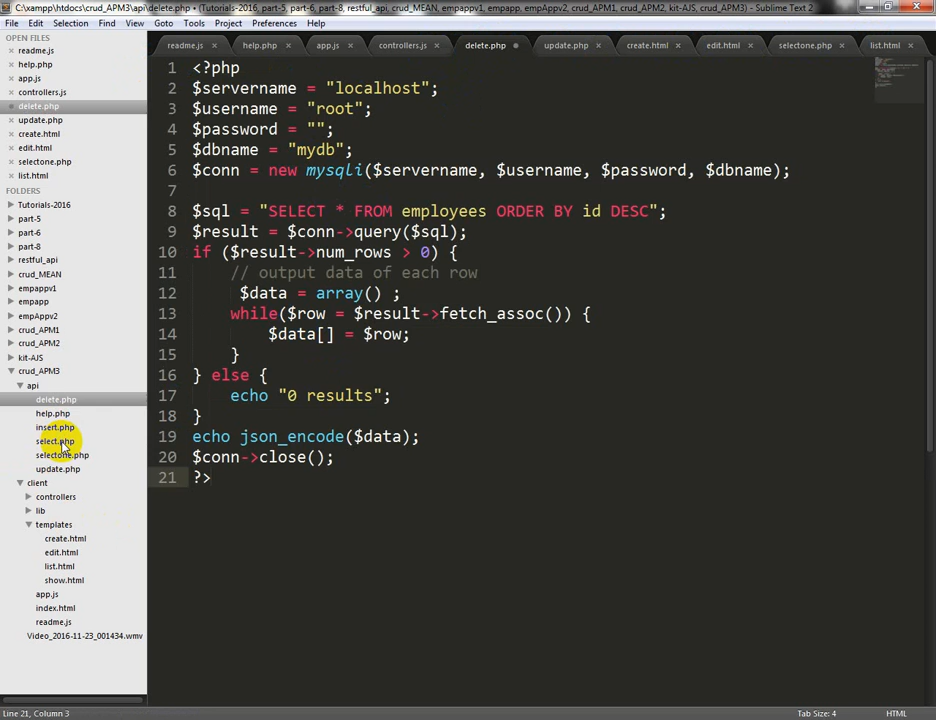 C:\xampp\htdocs\crud_APM3\api\delete.php • (Tutorials-2016, part-5, part-6, part-8, restful_api, crud_MEAN, empappv1, empapp, empAppv2, crud_APM1, crud_APM2, kit-AJS, crud_APM3) - Sublime Text 2
File Edit Selection Find View Goto Tools Project Preferences Help
OPEN FILES
readme.js
help.php
app.js
controllers.js
delete.php
update.php
create.html
edit.html
selectone.php
list.html
FOLDERS
Tutorials-2016
part-5
part-6
part-8
restful_api
crud_MEAN
empappv1
empapp
empAppv2
crud_APM1
crud_APM2
kit-AJS
crud_APM3
api
delete.php
help.php
insert.php
select.php
selectone.php
update.php
client
controllers
lib
templates
create.html
edit.html
list.html
show.html
app.js
index.html
readme.js
Video_2016-11-23_001434.wmv
readme.js × help.php × app.js × controllers.js × delete.php • update.php × create.html × edit.html × selectone.php × list.html ×
1 <?php
2 $servername = "localhost";
3 $username = "root";
4 $password = "";
5 $dbname = "mydb";
6 $conn = new mysqli($servername, $username, $password, $dbname);
7
8 $sql = "SELECT * FROM employees ORDER BY id DESC";
9 $result = $conn->query($sql);
10 if ($result->num_rows > 0) {
11 // output data of each row
12 $data = array() ;
13 while($row = $result->fetch_assoc()) {
14 $data[] = $row;
15 }
16 } else {
17 echo "0 results";
18 }
19 echo json_encode($data);
20 $conn->close();
21 ?>
Line 21, Column 3
Tab Size: 4
HTML